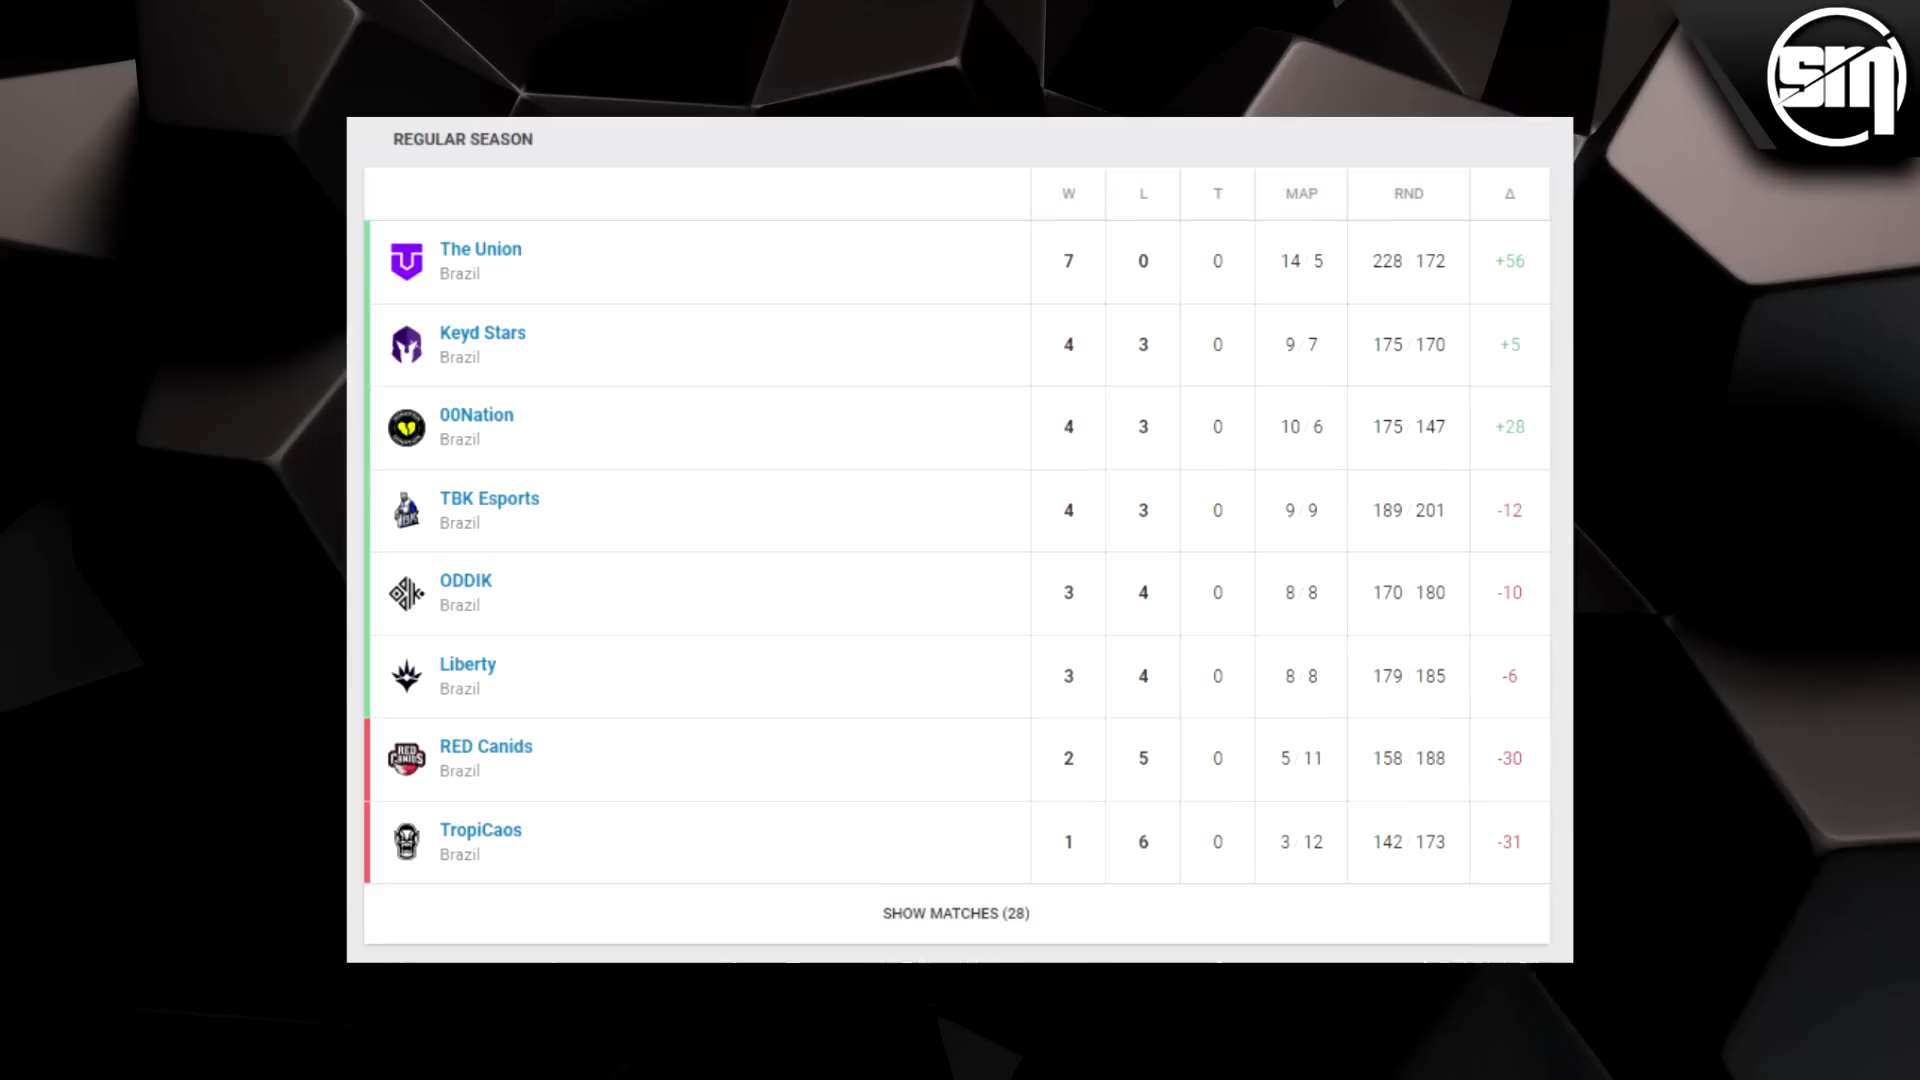 SM
REGULAR SEASON
W L T MAP RND Δ
The Union
Brazil
7 0 0 14 / 5 228 / 172 +56
Keyd Stars
Brazil
4 3 0 9 / 7 175 / 170 +5
00Nation
Brazil
4 3 0 10 / 6 175 / 147 +28
TBK Esports
Brazil
4 3 0 9 / 9 189 / 201 -12
ODDIK
Brazil
3 4 0 8 / 8 170 / 180 -10
Liberty
Brazil
3 4 0 8 / 8 179 / 185 -6
RED CANIDS
RED Canids
Brazil
2 5 0 5 / 11 158 / 188 -30
TropiCaos
Brazil
1 6 0 3 / 12 142 / 173 -31
SHOW MATCHES (28)